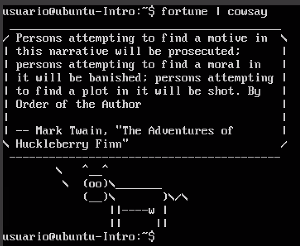 usuario@ubuntu-Intro:~$ fortune | cowsay
 _________________________________________
/ Persons attempting to find a motive in  \
| this narrative will be prosecuted;      |
| persons attempting to find a moral in   |
| it will be banished; persons attempting |
| to find a plot in it will be shot. By   |
| Order of the Author                     |
|                                         |
| -- Mark Twain, "The Adventures of       |
\ Huckleberry Finn"                       /
 -----------------------------------------
        \   ^__^
         \  (oo)\_______
            (__)\       )\/\
                ||----w |
                ||     ||
usuario@ubuntu-Intro:~$